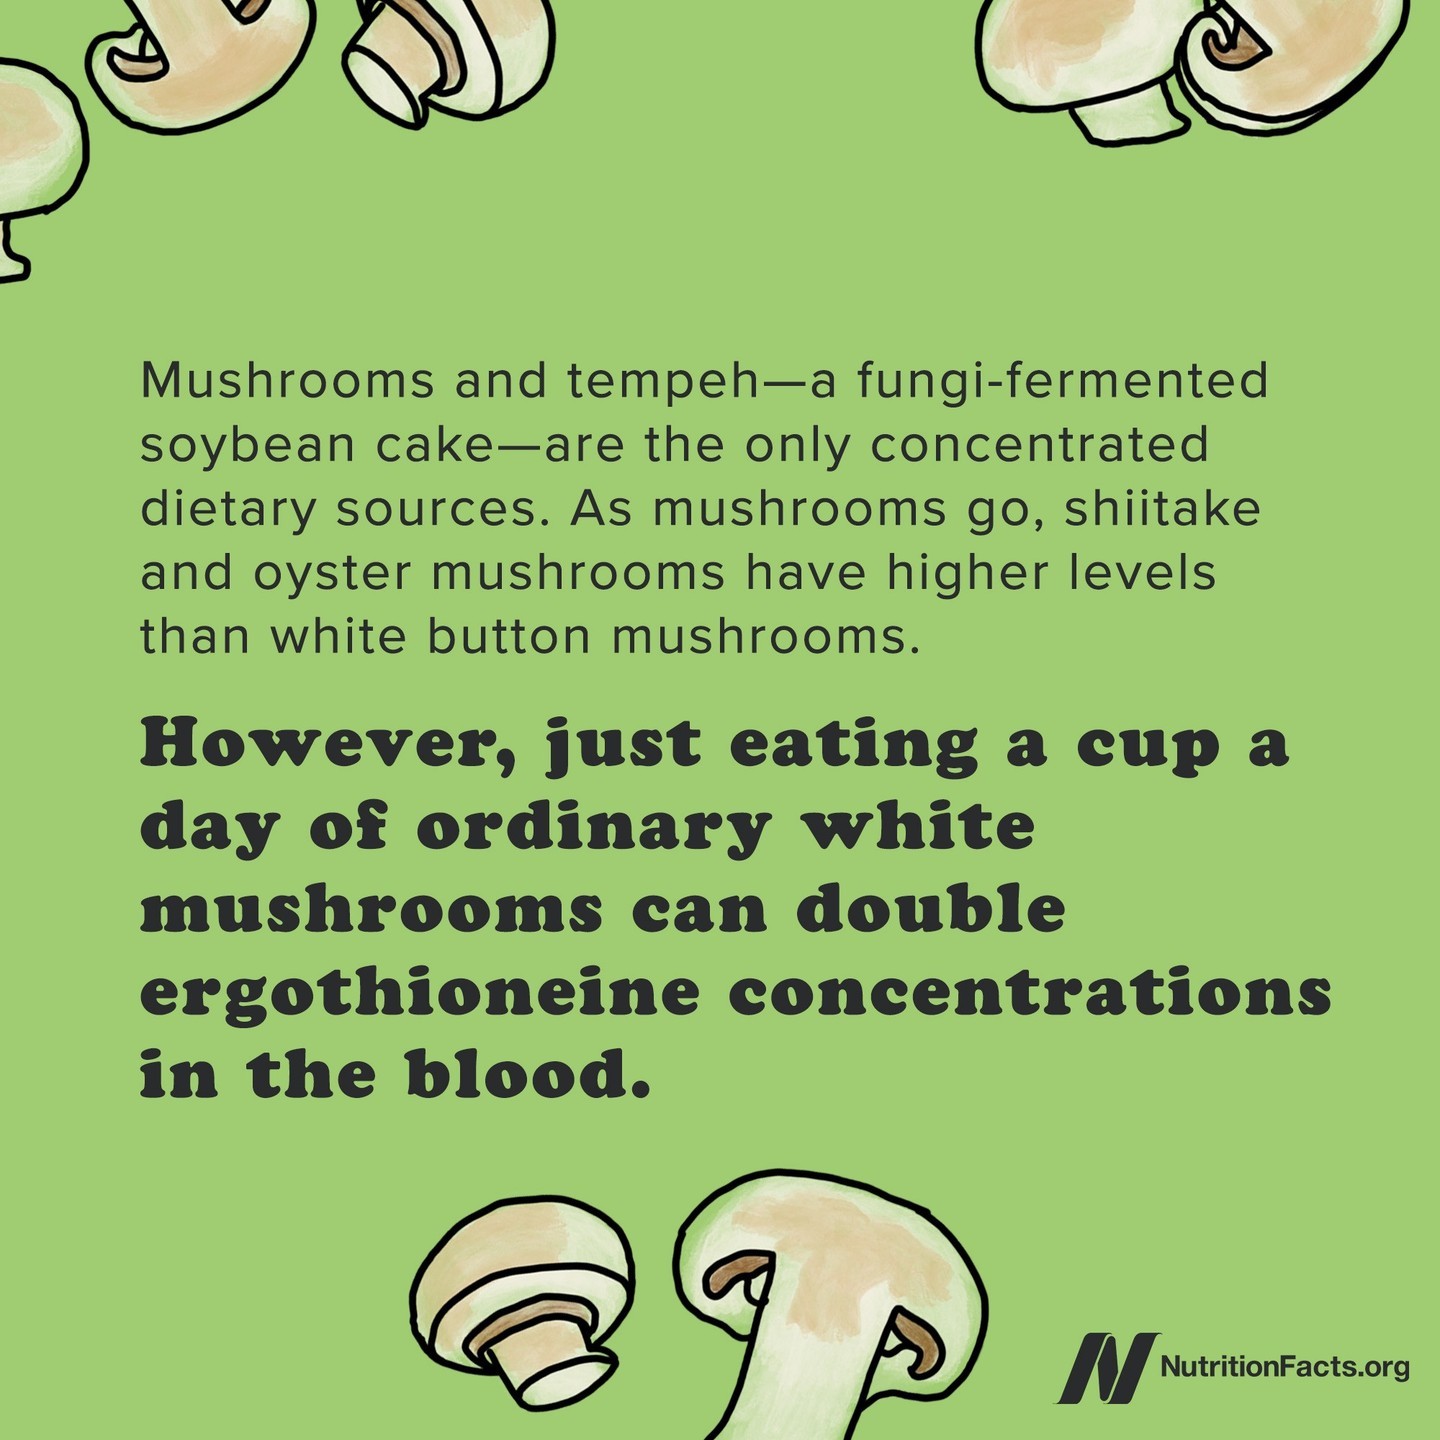 Mushrooms and tempeh—a fungi-fermented
soybean cake—are the only concentrated
dietary sources. As mushrooms go, shiitake
and oyster mushrooms have higher levels
than white button mushrooms.
However, just eating a cup a
day of ordinary white
mushrooms can double
ergothioneine concentrations
in the blood.
NutritionFacts.org